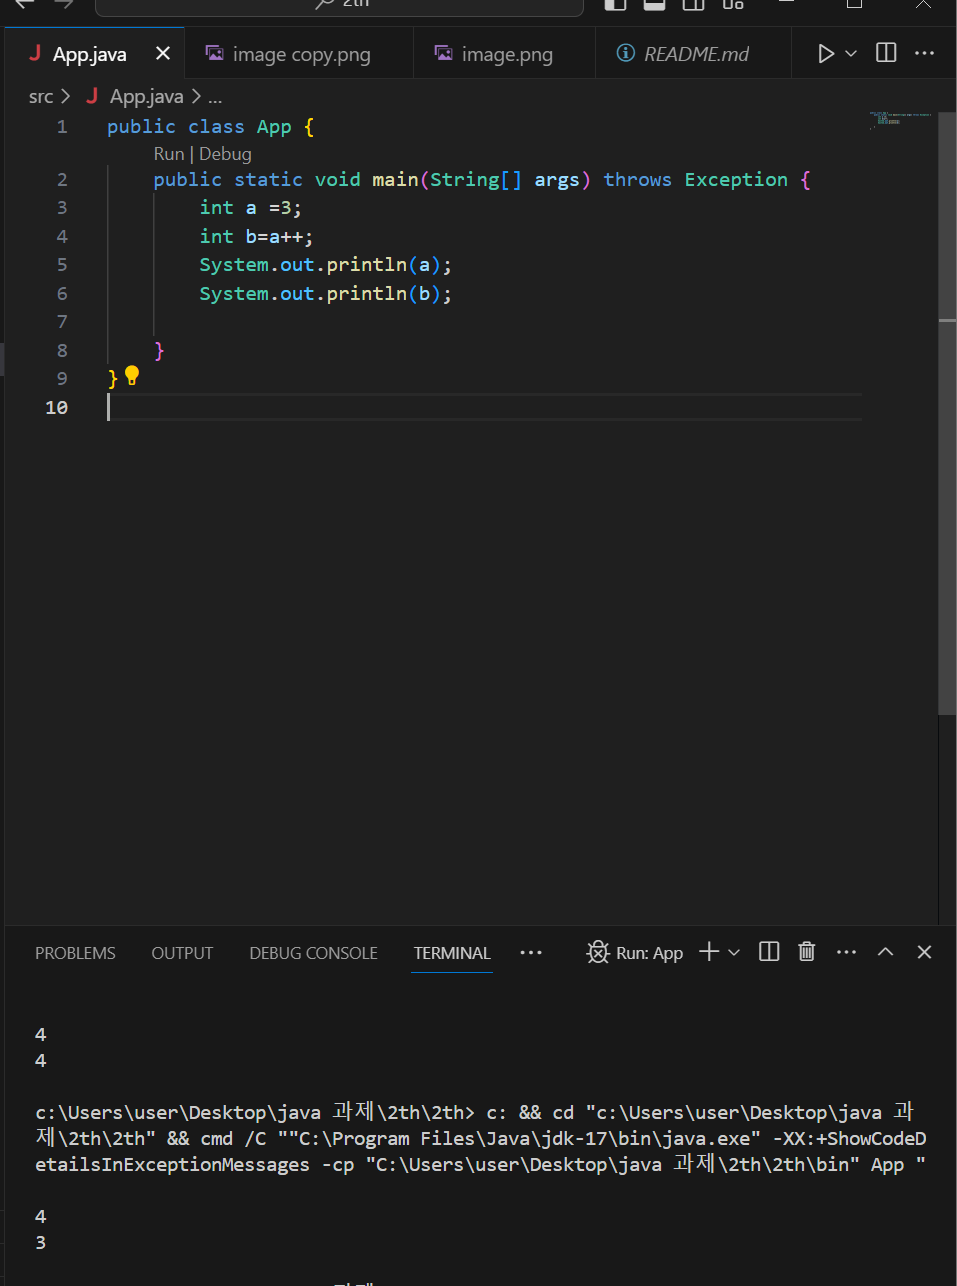 2th
App.java image copy.png image.png README.md
src > App.java > ...
1 public class App {
Run | Debug
2 public static void main(String[] args) throws Exception {
3 int a =3;
4 int b=a++;
5 System.out.println(a);
6 System.out.println(b);
7
8 }
9 }
10
PROBLEMS OUTPUT DEBUG CONSOLE TERMINAL ... Run: App
4
4
c:\Users\user\Desktop\java 과제\2th\2th> c: && cd "c:\Users\user\Desktop\java 과
제\2th\2th" && cmd /C ""C:\Program Files\Java\jdk-17\bin\java.exe" -XX:+ShowCodeD
etailsInExceptionMessages -cp "C:\Users\user\Desktop\java 과제\2th\2th\bin" App "
4
3